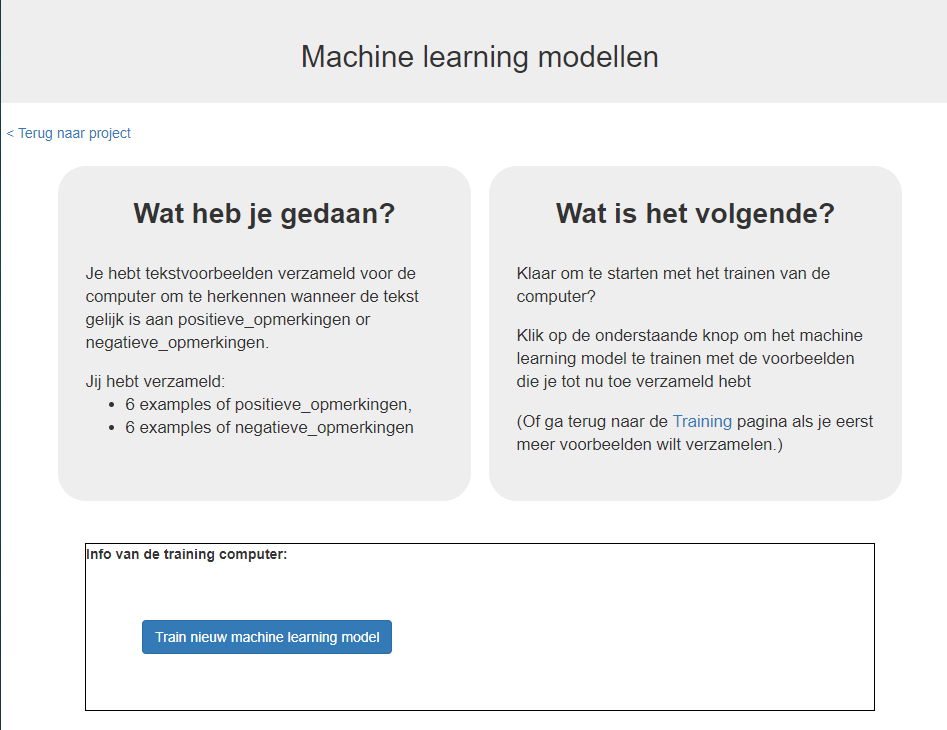 Machine learning modellen
< Terug naar project
Wat heb je gedaan?
Je hebt tekstvoorbeelden verzameld voor de
computer om te herkennen wanneer de tekst
gelijk is aan positieve_opmerkingen or
negatieve_opmerkingen.
Jij hebt verzameld:
• 6 examples of positieve_opmerkingen,
• 6 examples of negatieve_opmerkingen
Wat is het volgende?
Klaar om te starten met het trainen van de
computer?
Klik op de onderstaande knop om het machine
learning model te trainen met de voorbeelden
die je tot nu toe verzameld hebt
(Of ga terug naar de Training pagina als je eerst
meer voorbeelden wilt verzamelen.)
Info van de training computer:
Train nieuw machine learning model